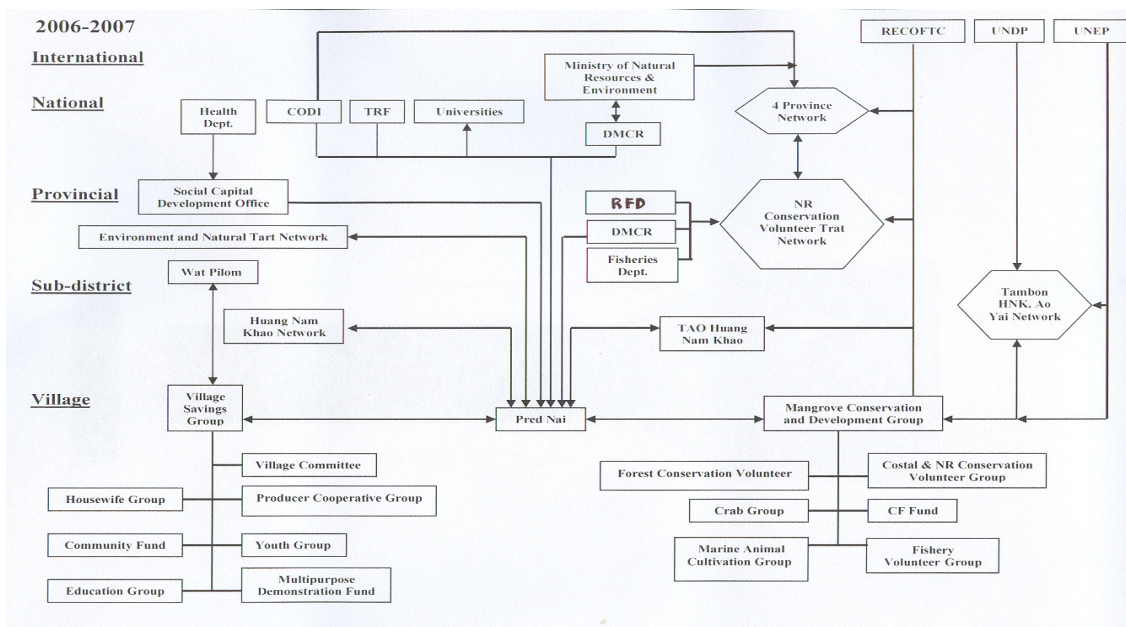 2006-2007
RECOFTC
UNDP
UNEP
International
Ministry of Natural
Resources &
Environment
National
Health
Dept.
CODI
TRF
Universities
DMCR
4 Province
Network
Provincial
Social Capital
Development Office
RFD
DMCR
Fisheries
Dept.
NR
Conservation
Volunteer Trat
Network
Environment and Natural Tart Network
Wat Pilom
Sub-district
Tambon
HNK, Ao
Yai Network
Huang Nam
Khao Network
TAO Huang
Nam Khao
Village
Village
Savings
Group
Pred Nai
Mangrove Conservation
and Development Group
Village Committee
Housewife Group
Producer Cooperative Group
Community Fund
Youth Group
Education Group
Multipurpose
Demonstration Fund
Forest Conservation Volunteer
Costal & NR Conservation
Volunteer Group
Crab Group
CF Fund
Marine Animal
Cultivation Group
Fishery
Volunteer Group